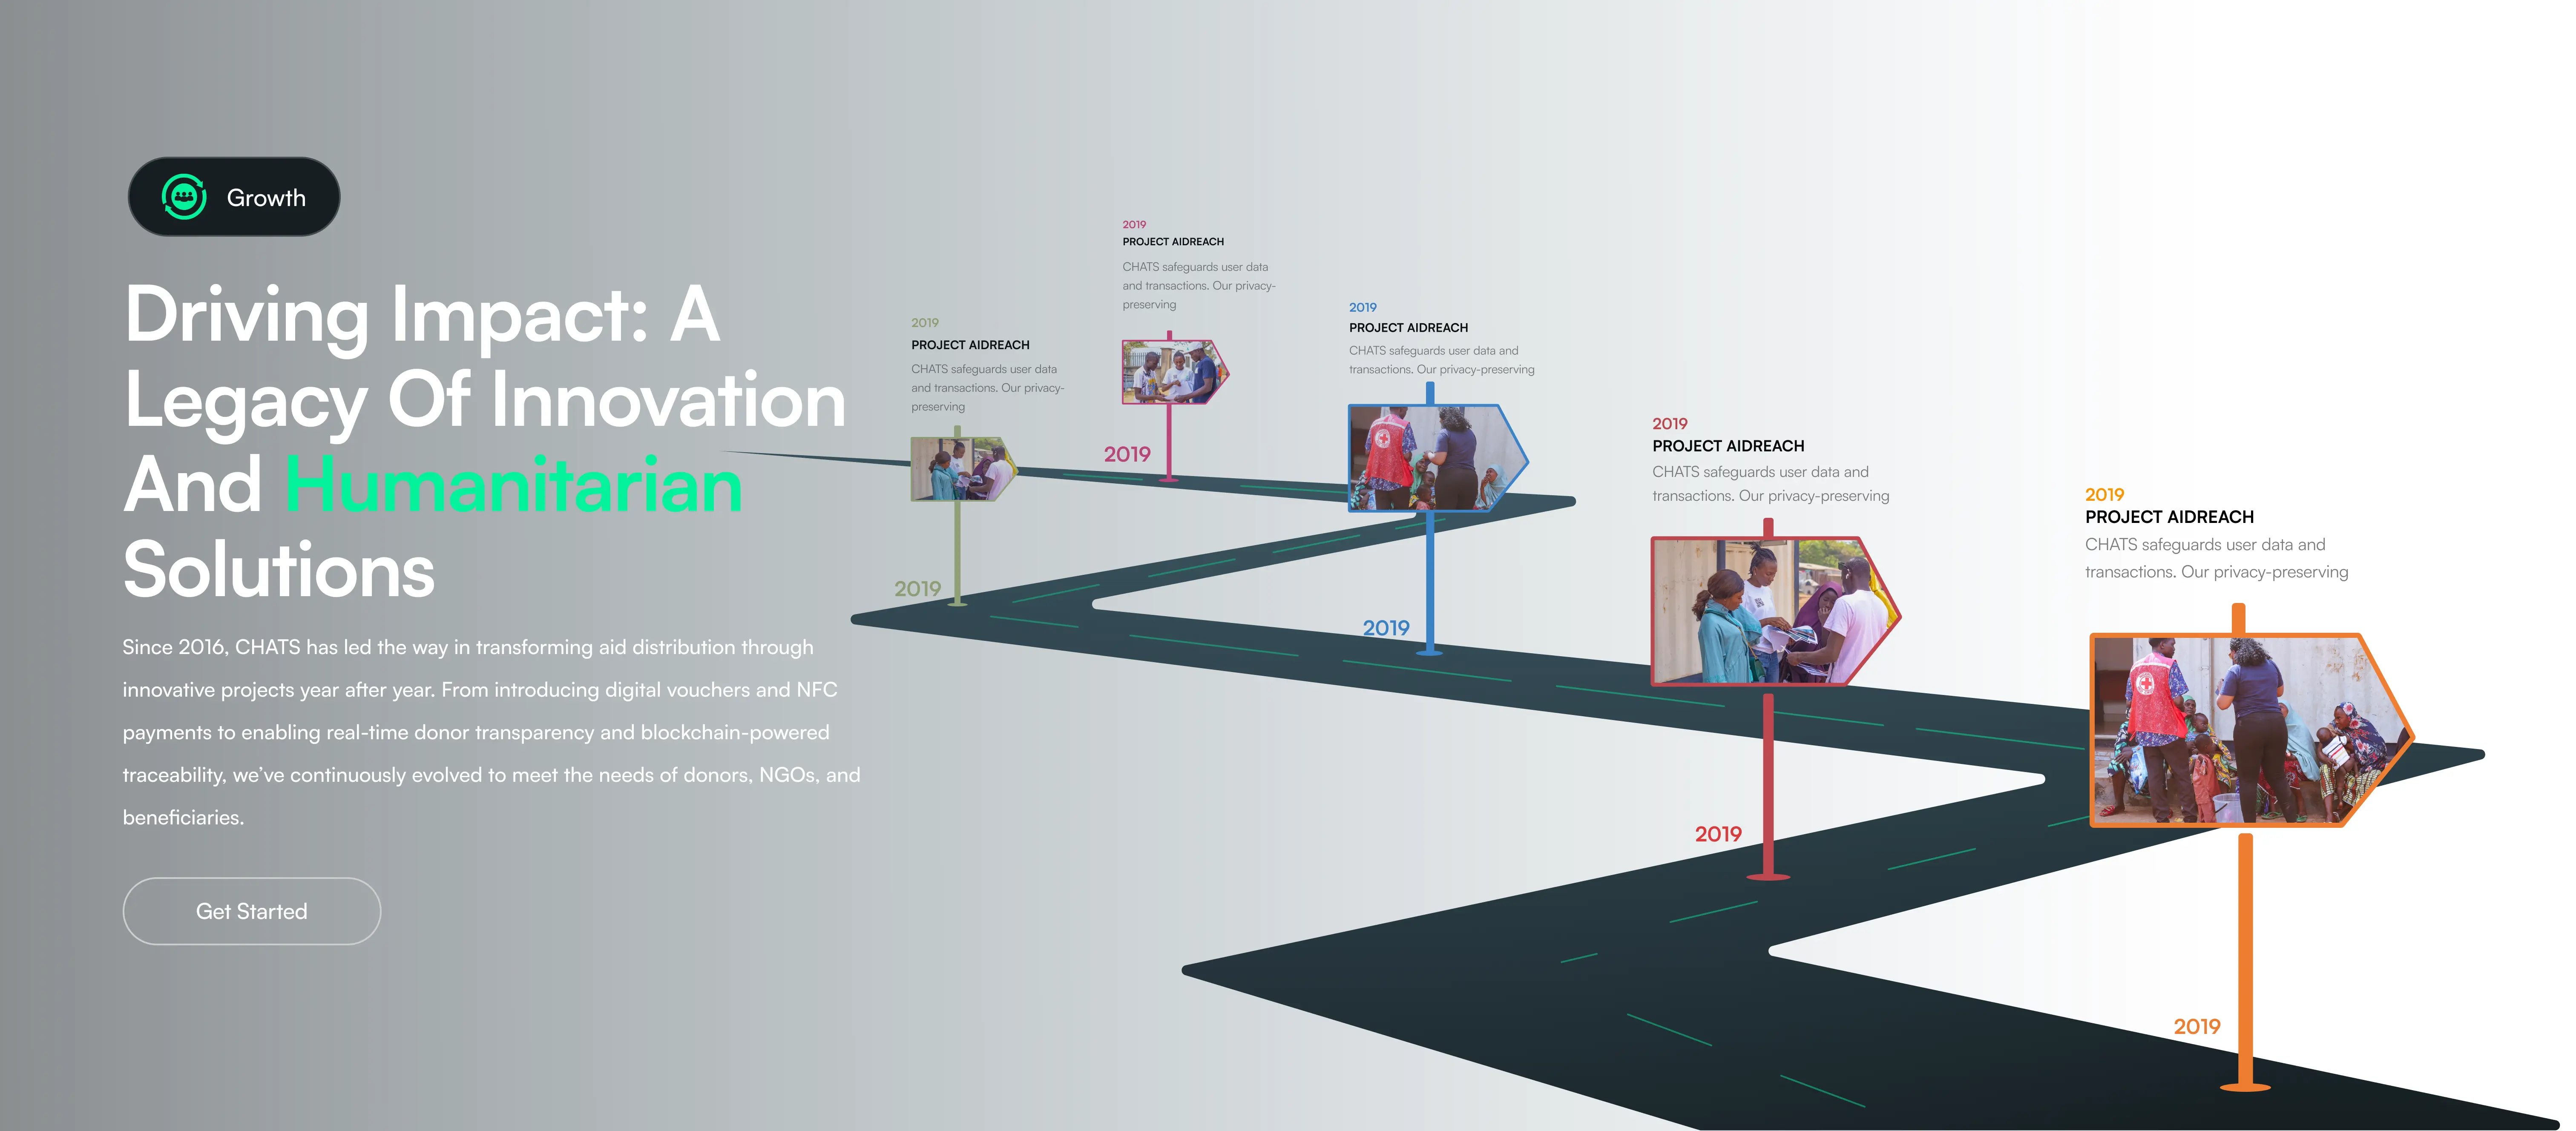 Growth
Driving Impact: A
Legacy Of Innovation
And Humanitarian
Solutions
Since 2016, CHATS has led the way in transforming aid distribution through
innovative projects year after year. From introducing digital vouchers and NFC
payments to enabling real-time donor transparency and blockchain-powered
traceability, we’ve continuously evolved to meet the needs of donors, NGOs, and
beneficiaries.
Get Started
2019
PROJECT AIDREACH
CHATS safeguards user data
and transactions. Our privacy-
preserving
2019
2019
PROJECT AIDREACH
CHATS safeguards user data
and transactions. Our privacy-
preserving
2019
2019
PROJECT AIDREACH
CHATS safeguards user data and
transactions. Our privacy-preserving
2019
2019
PROJECT AIDREACH
CHATS safeguards user data and
transactions. Our privacy-preserving
2019
2019
PROJECT AIDREACH
CHATS safeguards user data and
transactions. Our privacy-preserving
2019